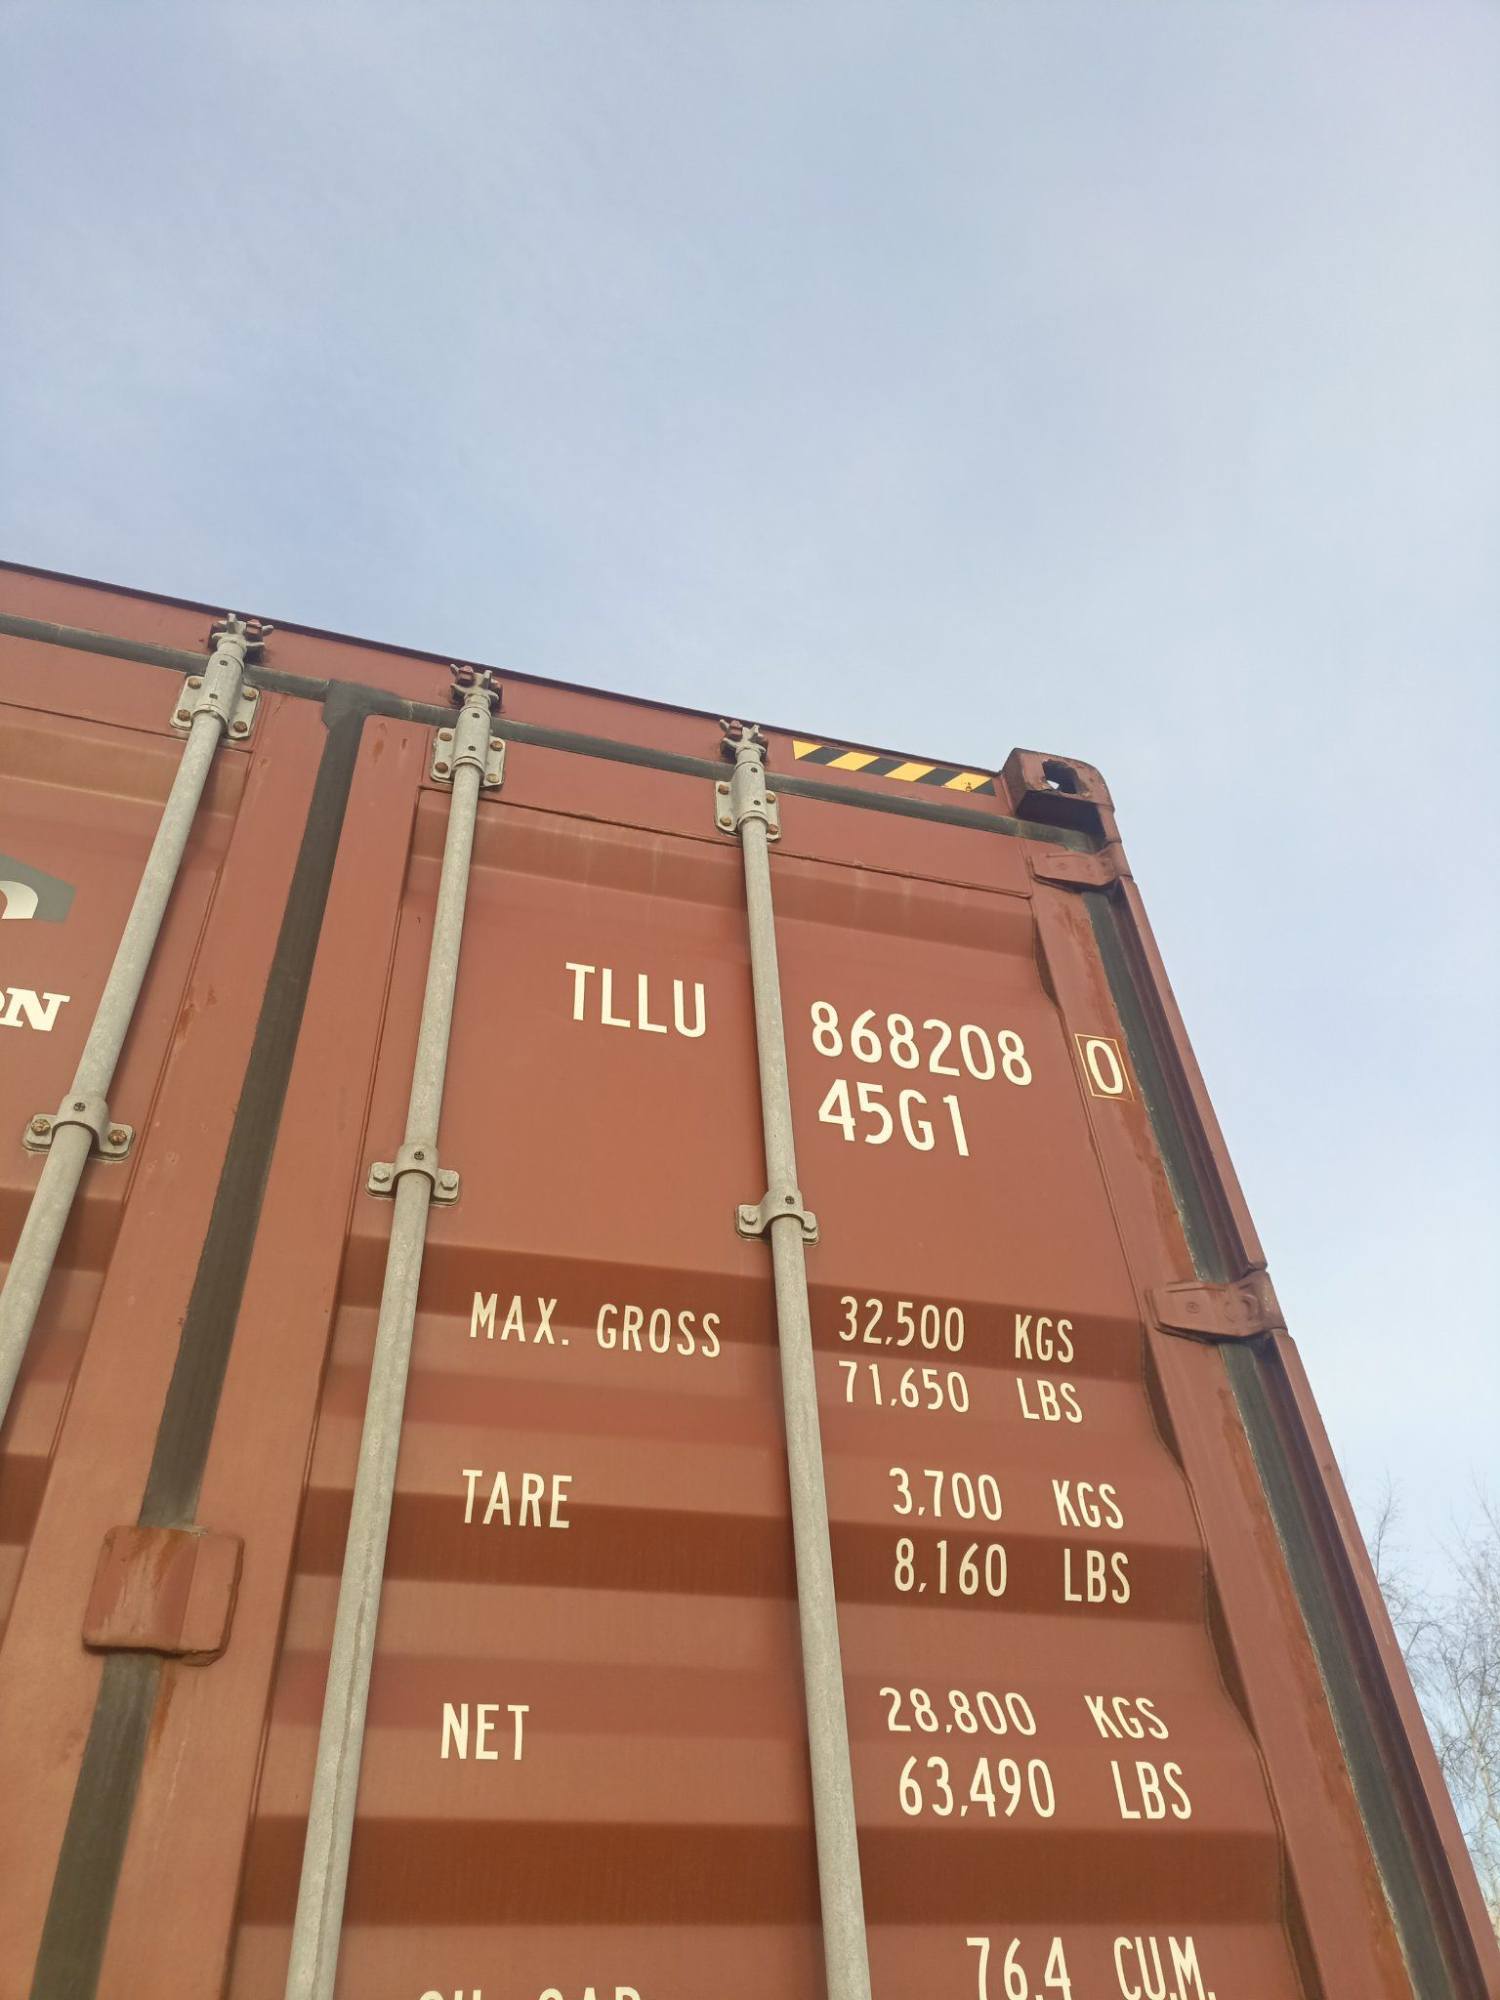 TLLU 868208 0
45G1
MAX. GROSS 32,500 KGS
71,650 LBS
TARE 3,700 KGS
8,160 LBS
NET 28,800 KGS
63,490 LBS
76.4 CU.M.